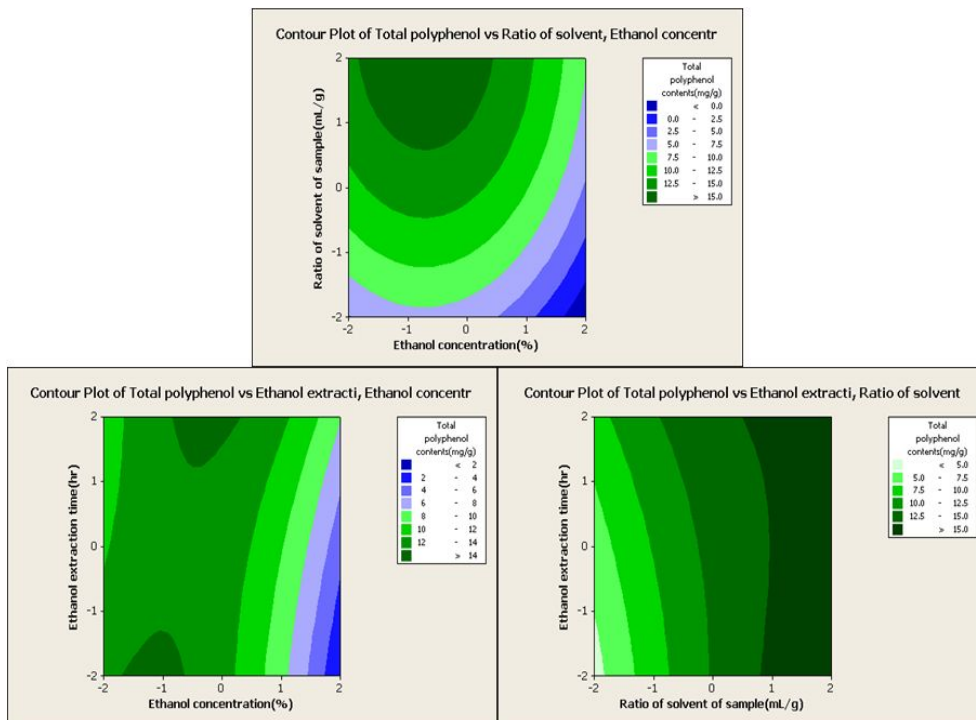 Contour Plot of Total polyphenol vs Ratio of solvent, Ethanol concentr
Total
polyphenol
contents(mg/g)
< 0.0
0.0 - 2.5
2.5 - 5.0
5.0 - 7.5
7.5 - 10.0
10.0 - 12.5
12.5 - 15.0
> 15.0
Ratio of solvent of sample(mL/g)
2
1
0
-1
-2
-2 -1 0 1 2
Ethanol concentration(%)
Contour Plot of Total polyphenol vs Ethanol extracti, Ethanol concentr
Total
polyphenol
contents(mg/g)
< 2
2 - 4
4 - 6
6 - 8
8 - 10
10 - 12
12 - 14
> 14
Ethanol extraction time(hr)
2
1
0
-1
-2
-2 -1 0 1 2
Ethanol concentration(%)
Contour Plot of Total polyphenol vs Ethanol extracti, Ratio of solvent
Total
polyphenol
contents(mg/g)
< 5.0
5.0 - 7.5
7.5 - 10.0
10.0 - 12.5
12.5 - 15.0
> 15.0
Ethanol extraction time(hr)
2
1
0
-1
-2
-2 -1 0 1 2
Ratio of solvent of sample(mL/g)